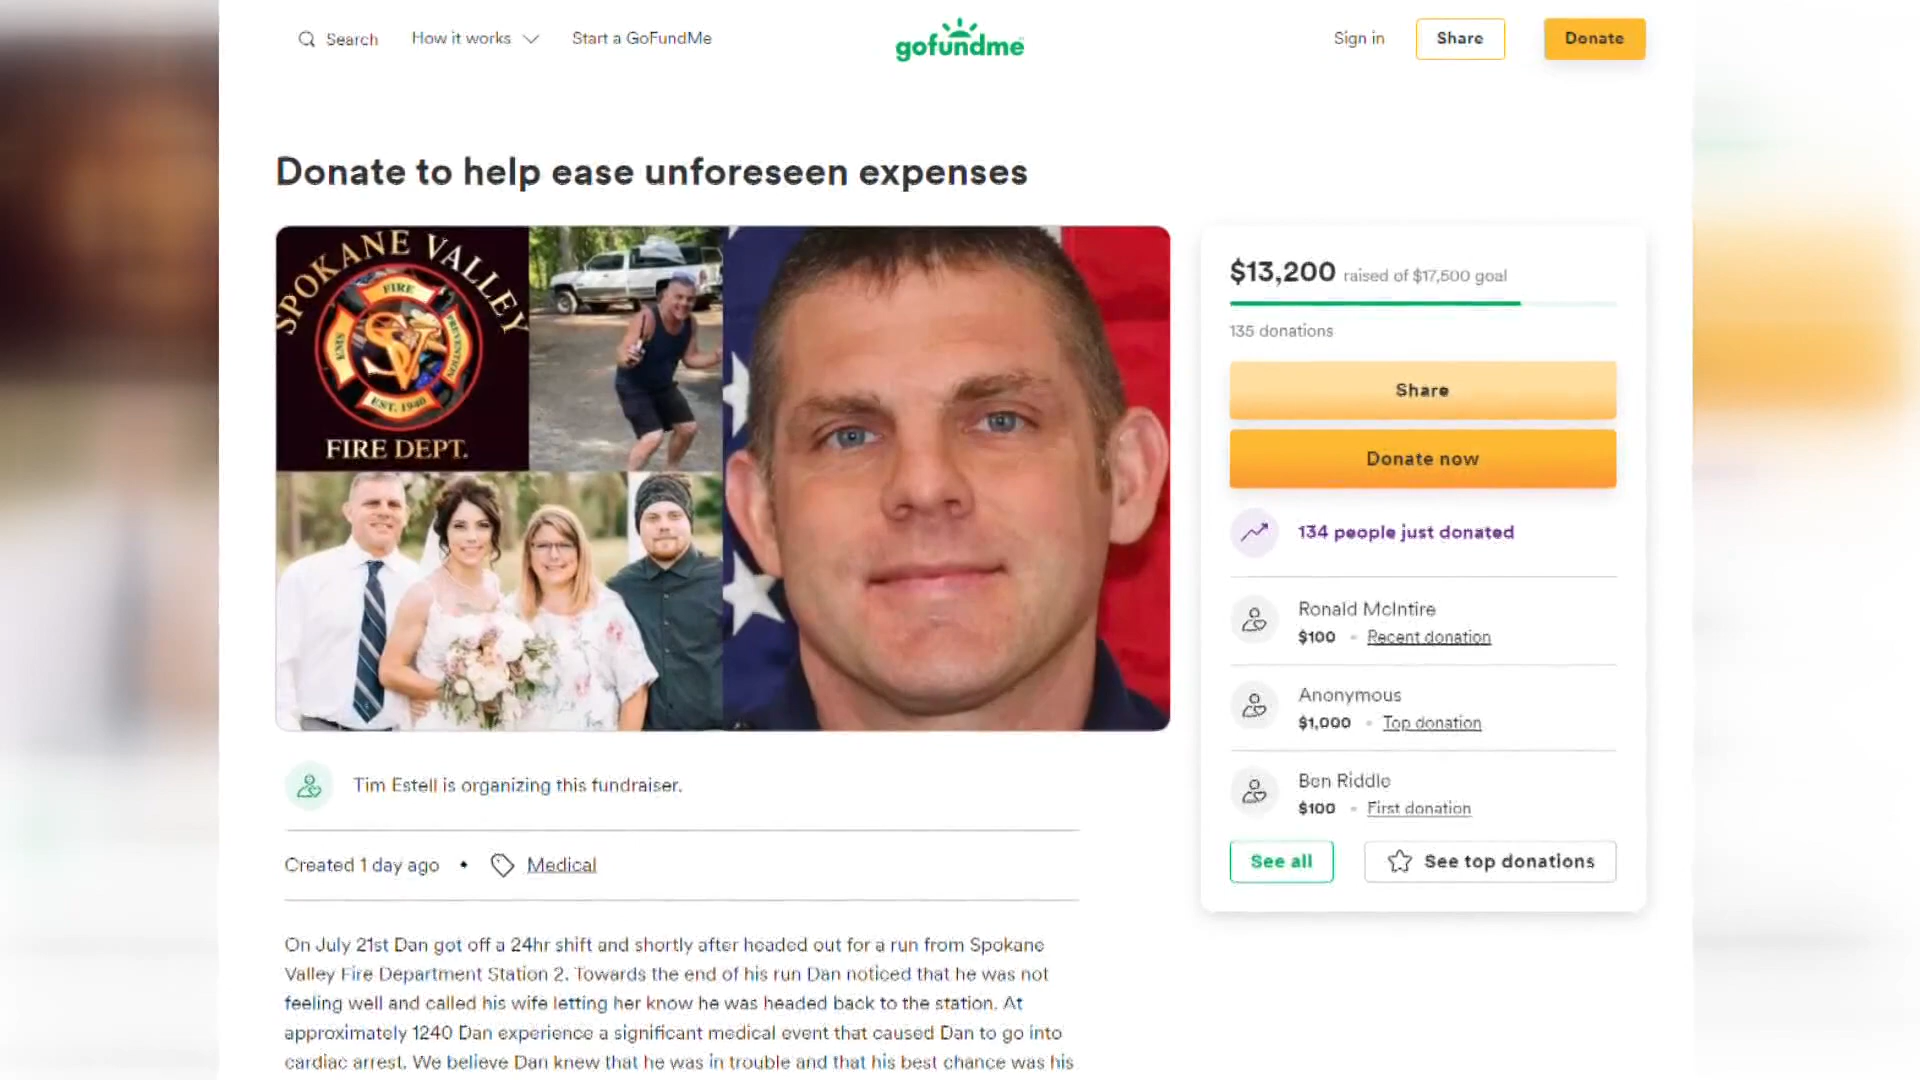 Search How it works Start a GoFundMe gofundme Sign in Share Donate
Donate to help ease unforeseen expenses
SPOKANE VALLEY
FIRE
EMS SV PREVENTION
EST. 1940
FIRE DEPT.
$13,200 raised of $17,500 goal
135 donations
Share
Donate now
134 people just donated
Ronald McIntire
$100 • Recent donation
Anonymous
$1,000 • Top donation
Ben Riddle
$100 • First donation
See all See top donations
Tim Estell is organizing this fundraiser.
Created 1 day ago • Medical
On July 21st Dan got off a 24hr shift and shortly after headed out for a run from Spokane
Valley Fire Department Station 2. Towards the end of his run Dan noticed that he was not
feeling well and called his wife letting her know he was headed back to the station. At
approximately 1240 Dan experience a significant medical event that caused Dan to go into
cardiac arrest. We believe Dan knew that he was in trouble and that his best chance was his